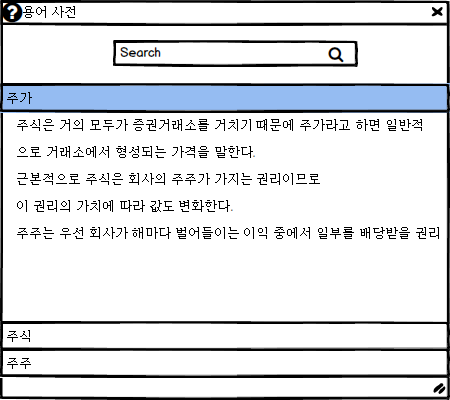 용어 사전
Search
주가
주식은 거의 모두가 증권거래소를 거치기 때문에 주가라고 하면 일반적
으로 거래소에서 형성되는 가격을 말한다.
근본적으로 주식은 회사의 주주가 가지는 권리이므로
이 권리의 가치에 따라 값도 변화한다.
주주는 우선 회사가 해마다 벌어들이는 이익 중에서 일부를 배당받을 권리
주식
주주